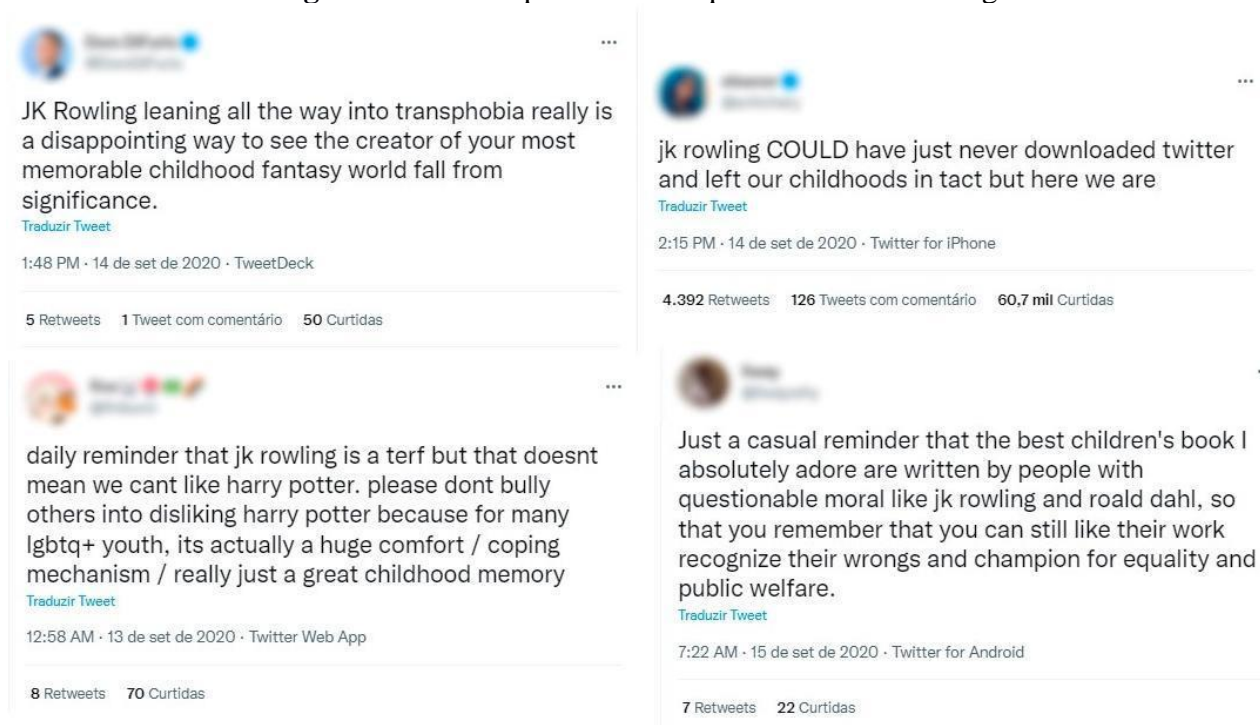 JK Rowling leaning all the way into transphobia really is
a disappointing way to see the creator of your most
memorable childhood fantasy world fall from
significance.
Traduzir Tweet
1:48 PM · 14 de set de 2020 · TweetDeck
5 Retweets 1 Tweet com comentário 50 Curtidas
jk rowling COULD have just never downloaded twitter
and left our childhoods in tact but here we are
Traduzir Tweet
2:15 PM · 14 de set de 2020 · Twitter for iPhone
4.392 Retweets 126 Tweets com comentário 60,7 mil Curtidas
daily reminder that jk rowling is a terf but that doesnt
mean we cant like harry potter. please dont bully
others into disliking harry potter because for many
lgbtq+ youth, its actually a huge comfort / coping
mechanism / really just a great childhood memory
Traduzir Tweet
12:58 AM · 13 de set de 2020 · Twitter Web App
8 Retweets 70 Curtidas
Just a casual reminder that the best children's book I
absolutely adore are written by people with
questionable moral like jk rowling and roald dahl, so
that you remember that you can still like their work
recognize their wrongs and champion for equality and
public welfare.
Traduzir Tweet
7:22 AM · 15 de set de 2020 · Twitter for Android
7 Retweets 22 Curtidas